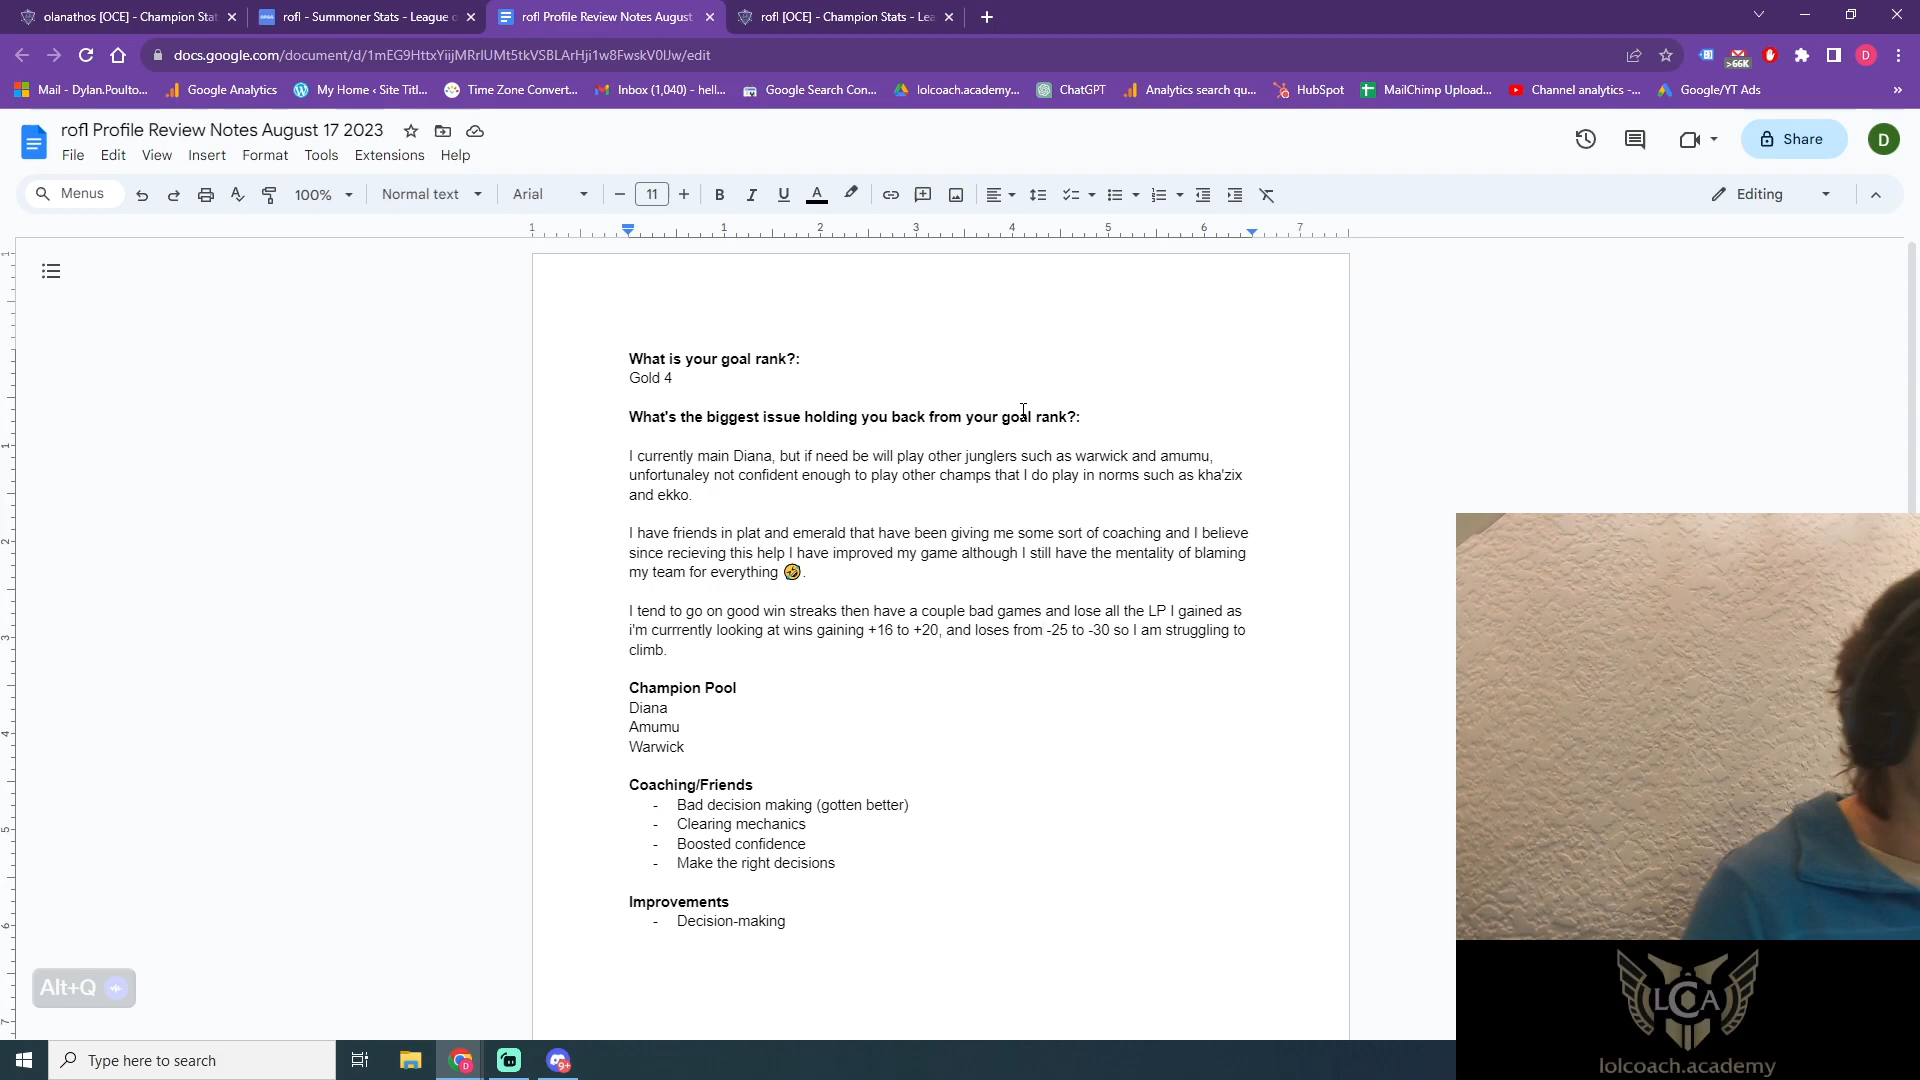 olanathos [OCE] - Champion Stat
rofl - Summoner Stats - League o
rofl Profile Review Notes August
rofl [OCE] - Champion Stats - Lea
docs.google.com/document/d/1mEG9HttxYiijMRrIUMt5tkVSBLArHji1w8FwskV0lJw/edit
>66K
D
Mail - Dylan.Poulto...
Google Analytics
My Home ‹ Site Titl...
Time Zone Convert...
Inbox (1,040) - hell...
Google Search Con...
lolcoach.academy...
ChatGPT
Analytics search qu...
HubSpot
MailChimp Upload...
Channel analytics -...
Google/YT Ads
»
rofl Profile Review Notes August 17 2023
File Edit View Insert Format Tools Extensions Help
Share
D
Menus
100%
Normal text
Arial
11
B I U A
Editing
1 1 2 3 4 5 6 7
What is your goal rank?:
Gold 4
What's the biggest issue holding you back from your goal rank?:
I currently main Diana, but if need be will play other junglers such as warwick and amumu,
unfortunaley not confident enough to play other champs that I do play in norms such as kha'zix
and ekko.
I have friends in plat and emerald that have been giving me some sort of coaching and I believe
since recieving this help I have improved my game although I still have the mentality of blaming
my team for everything 🤣.
I tend to go on good win streaks then have a couple bad games and lose all the LP I gained as
i'm currrently looking at wins gaining +16 to +20, and loses from -25 to -30 so I am struggling to
climb.
Champion Pool
Diana
Amumu
Warwick
Coaching/Friends
- Bad decision making (gotten better)
- Clearing mechanics
- Boosted confidence
- Make the right decisions
Improvements
- Decision-making
Alt+Q
LCA
lolcoach.academy
Type here to search
D
9+